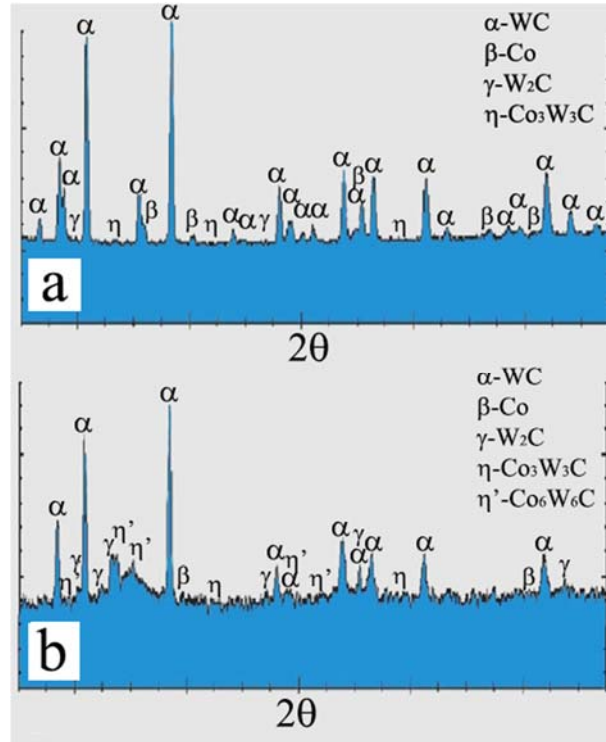 α-WC
β-Co
γ-W₂C
η-Co₃W₃C
α α α γ α η α β α β η α α γ α α α α α α β α η α α β α α β α α α
a
2θ
α-WC
β-Co
γ-W₂C
η-Co₃W₃C
η’-Co₆W₆C
α η γ α γ γ η’ η’ α β η γ α α η’ η’ α γ α α η α β α γ
b
2θ